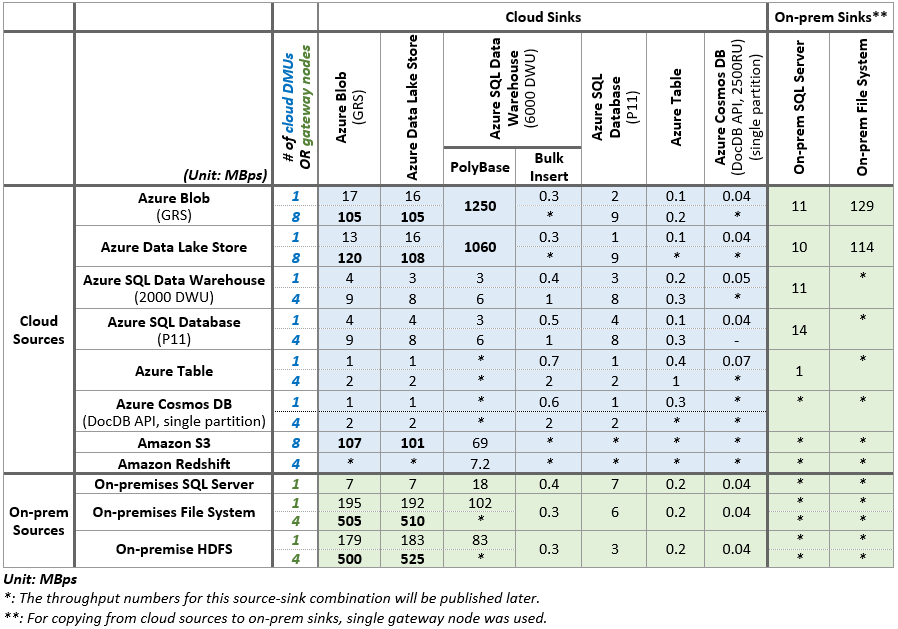 Cloud Sinks On-prem Sinks**
(Unit: MBps)
# of cloud DMUs
OR gateway nodes
Azure Blob
(GRS)
Azure Data Lake Store
Azure SQL Data
Warehouse
(6000 DWU)
PolyBase Bulk
Insert
Azure SQL
Database
(P11)
Azure Table
Azure Cosmos DB
(DocDB API, 2500RU)
(single partition)
On-prem SQL Server
On-prem File System
Cloud
Sources
Azure Blob
(GRS)
1 17 16 1250 0.3 2 0.1 0.04 11 129
8 105 105 * 9 0.2 *
Azure Data Lake Store
1 13 16 1060 0.3 1 0.1 0.04 10 114
8 120 108 * 9 * *
Azure SQL Data Warehouse
(2000 DWU)
1 4 3 3 0.4 3 0.2 0.05 11 *
4 9 8 6 1 8 0.3 *
Azure SQL Database
(P11)
1 4 4 3 0.5 4 0.1 0.04 14 *
4 9 8 6 1 8 0.3 -
Azure Table
1 1 1 * 0.7 1 0.4 0.07 1 *
4 2 2 * 2 2 1 *
Azure Cosmos DB
(DocDB API, single partition)
1 1 1 * 0.6 1 0.3 * * *
4 2 2 * 2 2 * * * *
Amazon S3 8 107 101 69 * * * * * *
Amazon Redshift 4 * * 7.2 * * * * * *
On-prem
Sources
On-premises SQL Server 1 7 7 18 0.4 7 0.2 0.04 * *
On-premises File System
1 195 192 102 0.3 6 0.2 0.04 * *
4 505 510 * * *
On-premise HDFS
1 179 183 83 0.3 3 0.2 0.04 * *
4 500 525 * * *
Unit: MBps
*: The throughput numbers for this source-sink combination will be published later.
**: For copying from cloud sources to on-prem sinks, single gateway node was used.